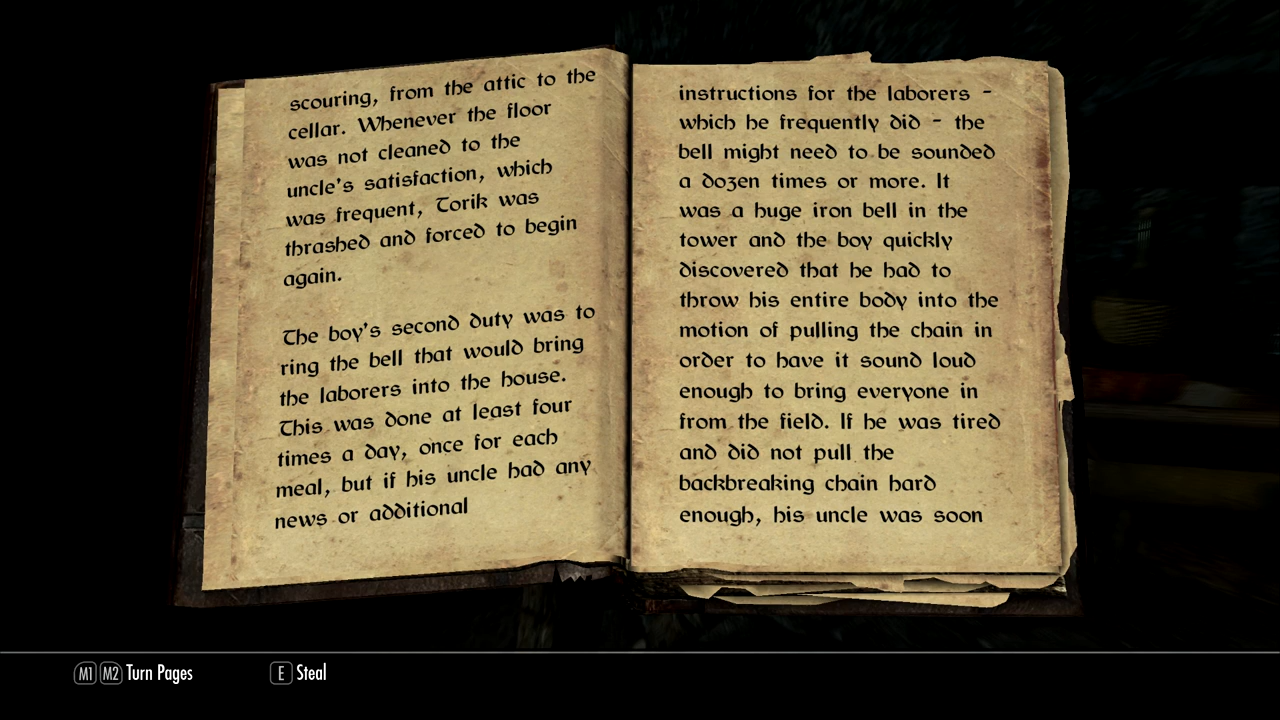 scouring, from the attic to the
cellar. Whenever the floor
was not cleaned to the
uncle's satisfaction, which
was frequent, Torik was
thrashed and forced to begin
again.
The boy's second duty was to
ring the bell that would bring
the laborers into the house.
This was done at least four
times a day, once for each
meal, but if his uncle had any
news or additional
instructions for the laborers -
which he frequently did - the
bell might need to be sounded
a dozen times or more. It
was a huge iron bell in the
tower and the boy quickly
discovered that he had to
throw his entire body into the
motion of pulling the chain in
order to have it sound loud
enough to bring everyone in
from the field. If he was tired
and did not pull the
backbreaking chain hard
enough, his uncle was soon
M1 M2 Turn Pages
E Steal